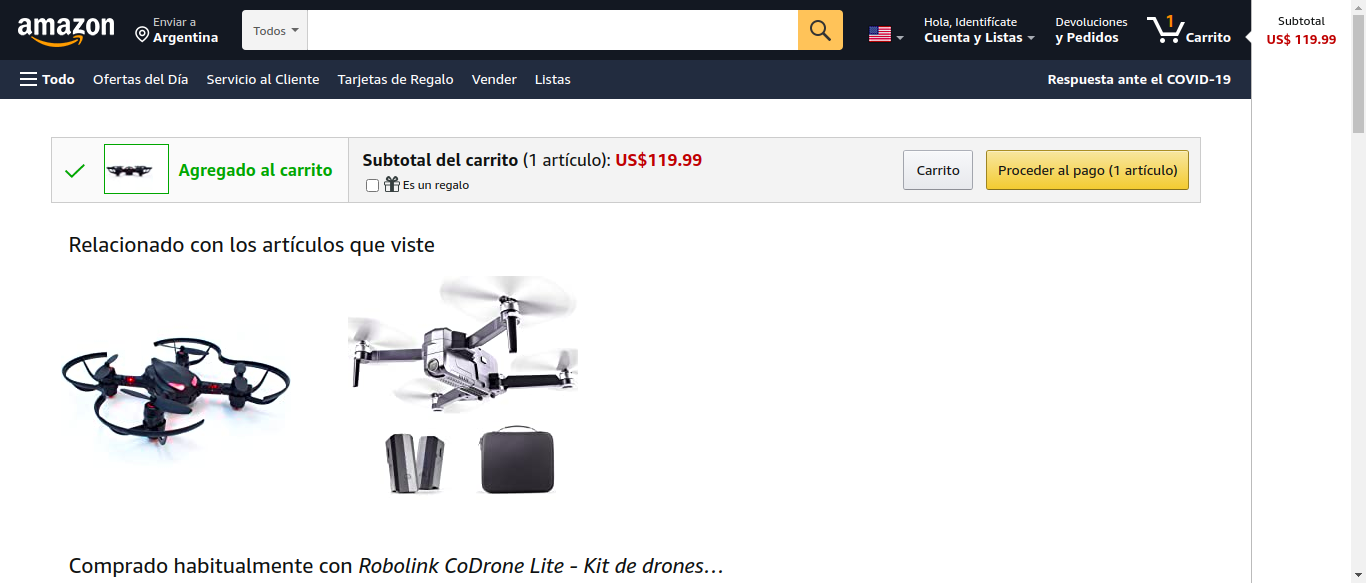 amazon
Enviar a
Argentina
Todos
Hola, Identifícate
Cuenta y Listas
Devoluciones
y Pedidos
1
Carrito
Subtotal
US$ 119.99
Todo
Ofertas del Día
Servicio al Cliente
Tarjetas de Regalo
Vender
Listas
Respuesta ante el COVID-19
Agregado al carrito
Subtotal del carrito (1 artículo): US$119.99
Es un regalo
Carrito
Proceder al pago (1 artículo)
Relacionado con los artículos que viste
Comprado habitualmente con Robolink CoDrone Lite - Kit de drones…